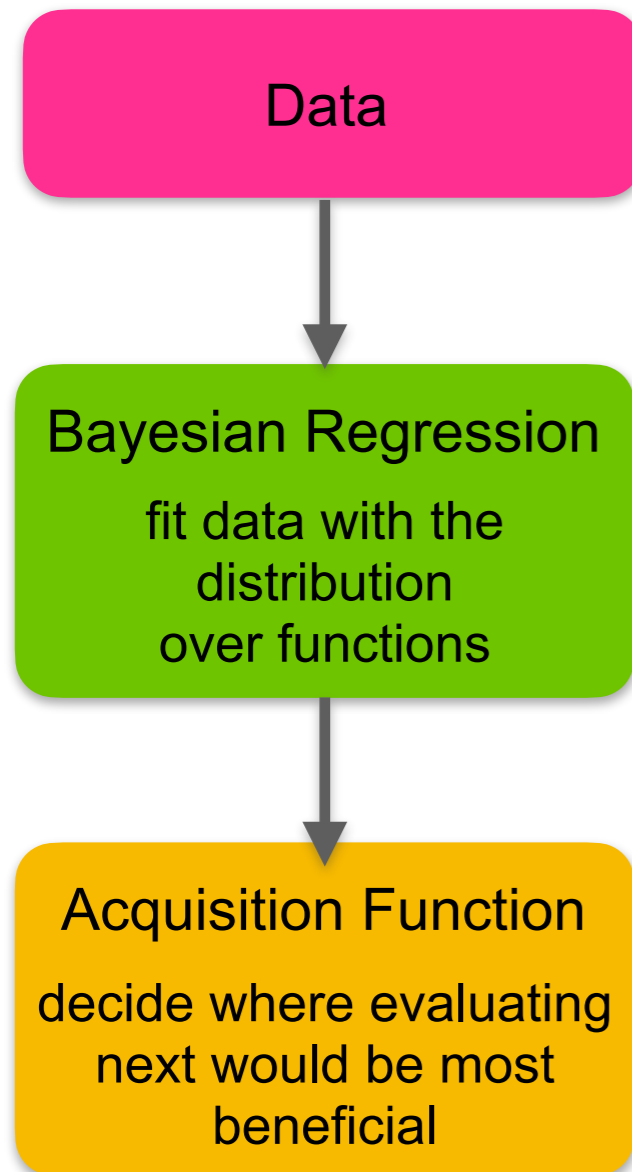 Data
Bayesian Regression
fit data with the
distribution
over functions
Acquisition Function
decide where evaluating
next would be most
beneficial